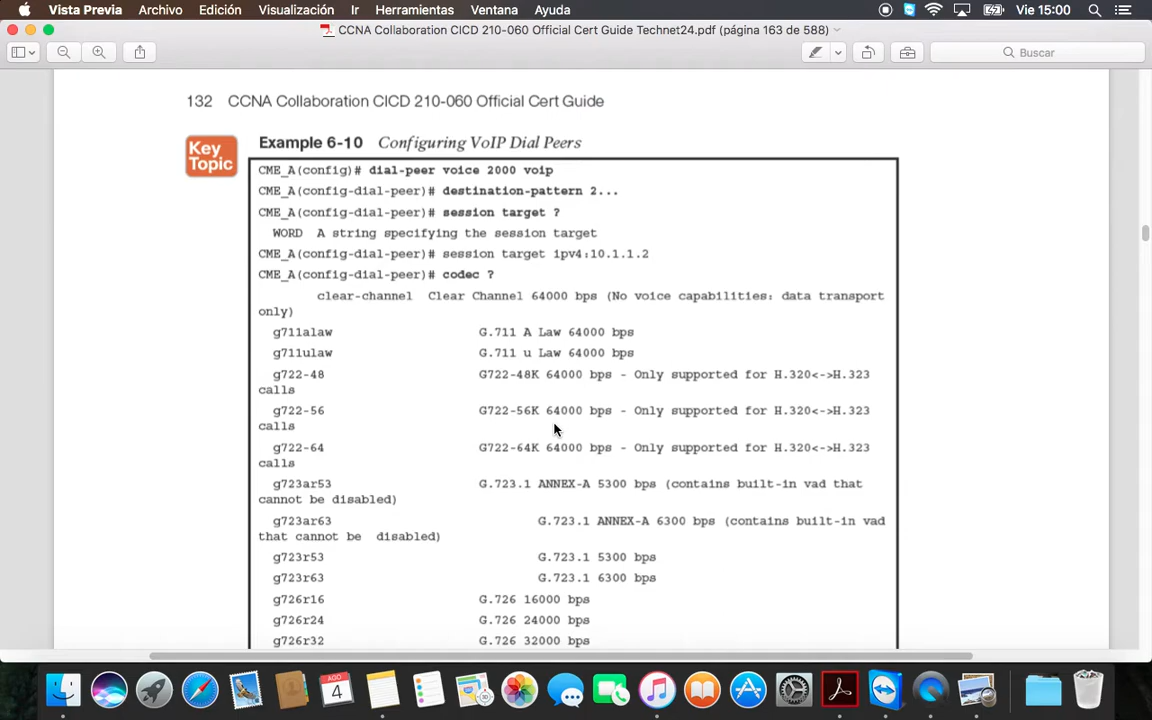 Vista Previa Archivo Edición Visualización Ir Herramientas Ventana Ayuda Vie 15:00
CCNA Collaboration CICD 210-060 Official Cert Guide Technet24.pdf (página 163 de 588)
Buscar
132 CCNA Collaboration CICD 210-060 Official Cert Guide
Key Topic
Example 6-10 Configuring VoIP Dial Peers
CME_A(config)# dial-peer voice 2000 voip
CME_A(config-dial-peer)# destination-pattern 2...
CME_A(config-dial-peer)# session target ?
WORD A string specifying the session target
CME_A(config-dial-peer)# session target ipv4:10.1.1.2
CME_A(config-dial-peer)# codec ?
clear-channel Clear Channel 64000 bps (No voice capabilities: data transport
only)
g711alaw G.711 A Law 64000 bps
g711ulaw G.711 u Law 64000 bps
g722-48 G722-48K 64000 bps - Only supported for H.320<->H.323
calls
g722-56 G722-56K 64000 bps - Only supported for H.320<->H.323
calls
g722-64 G722-64K 64000 bps - Only supported for H.320<->H.323
calls
g723ar53 G.723.1 ANNEX-A 5300 bps (contains built-in vad that
cannot be disabled)
g723ar63 G.723.1 ANNEX-A 6300 bps (contains built-in vad
that cannot be disabled)
g723r53 G.723.1 5300 bps
g723r63 G.723.1 6300 bps
g726r16 G.726 16000 bps
g726r24 G.726 24000 bps
g726r32 G.726 32000 bps
AGO
4